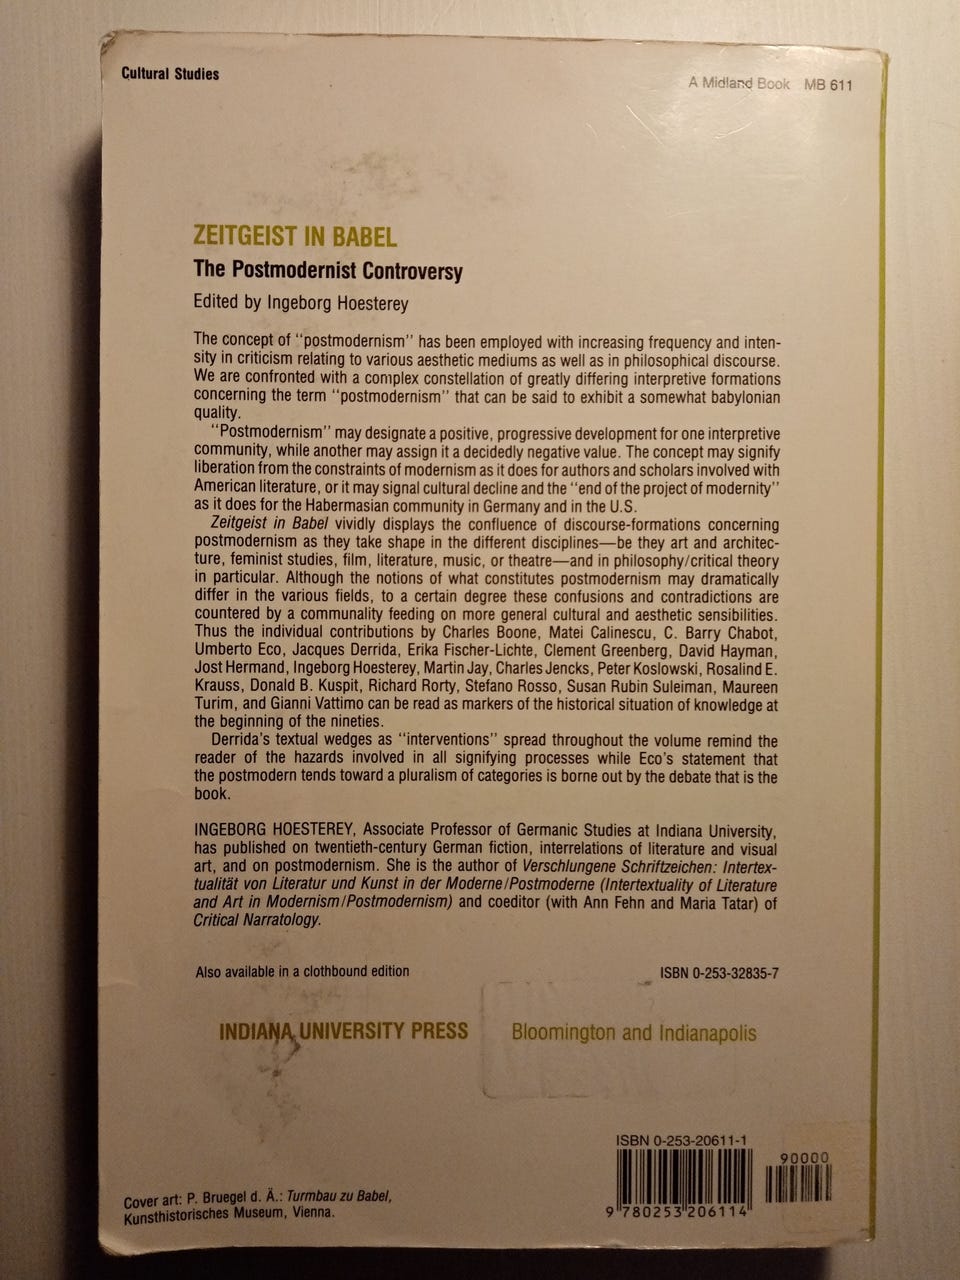 Cultural Studies
A Midland Book MB 611
ZEITGEIST IN BABEL
The Postmodernist Controversy
Edited by Ingeborg Hoesterey
The concept of "postmodernism" has been employed with increasing frequency and inten-
sity in criticism relating to various aesthetic mediums as well as in philosophical discourse.
We are confronted with a complex constellation of greatly differing interpretive formations
concerning the term "postmodernism" that can be said to exhibit a somewhat babylonian
quality.
"Postmodernism" may designate a positive, progressive development for one interpretive
community, while another may assign it a decidedly negative value. The concept may signify
liberation from the constraints of modernism as it does for authors and scholars involved with
American literature, or it may signal cultural decline and the "end of the project of modernity"
as it does for the Habermasian community in Germany and in the U.S.
Zeitgeist in Babel vividly displays the confluence of discourse-formations concerning
postmodernism as they take shape in the different disciplines—be they art and architec-
ture, feminist studies, film, literature, music, or theatre—and in philosophy/critical theory
in particular. Although the notions of what constitutes postmodernism may dramatically
differ in the various fields, to a certain degree these confusions and contradictions are
countered by a communality feeding on more general cultural and aesthetic sensibilities.
Thus the individual contributions by Charles Boone, Matei Calinescu, C. Barry Chabot,
Umberto Eco, Jacques Derrida, Erika Fischer-Lichte, Clement Greenberg, David Hayman,
Jost Hermand, Ingeborg Hoesterey, Martin Jay, Charles Jencks, Peter Koslowski, Rosalind E.
Krauss, Donald B. Kuspit, Richard Rorty, Stefano Rosso, Susan Rubin Suleiman, Maureen
Turim, and Gianni Vattimo can be read as markers of the historical situation of knowledge at
the beginning of the nineties.
Derrida's textual wedges as "interventions" spread throughout the volume remind the
reader of the hazards involved in all signifying processes while Eco's statement that
the postmodern tends toward a pluralism of categories is borne out by the debate that is the
book.
INGEBORG HOESTEREY, Associate Professor of Germanic Studies at Indiana University,
has published on twentieth-century German fiction, interrelations of literature and visual
art, and on postmodernism. She is the author of Verschlungene Schriftzeichen: Intertex-
tualität von Literatur und Kunst in der Moderne/Postmoderne (Intertextuality of Literature
and Art in Modernism/Postmodernism) and coeditor (with Ann Fehn and Maria Tatar) of
Critical Narratology.
Also available in a clothbound edition
ISBN 0-253-32835-7
INDIANA UNIVERSITY PRESS
Bloomington and Indianapolis
ISBN 0-253-20611-1
90000
9 780253 206114
Cover art: P. Bruegel d. Ä.: Turmbau zu Babel,
Kunsthistorisches Museum, Vienna.